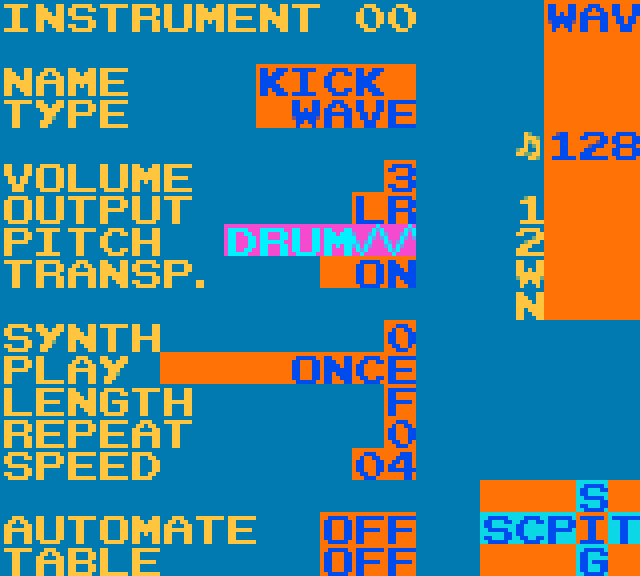 INSTRUMENT 00 WAV
NAME KICK
TYPE WAVE
128
VOLUME 3
OUTPUT LR 1
PITCH DRUM 2
TRANSP. ON W
N
SYNTH 0
PLAY ONCE
LENGTH F
REPEAT 0
SPEED 04
S
AUTOMATE OFF SCPIT
TABLE OFF G